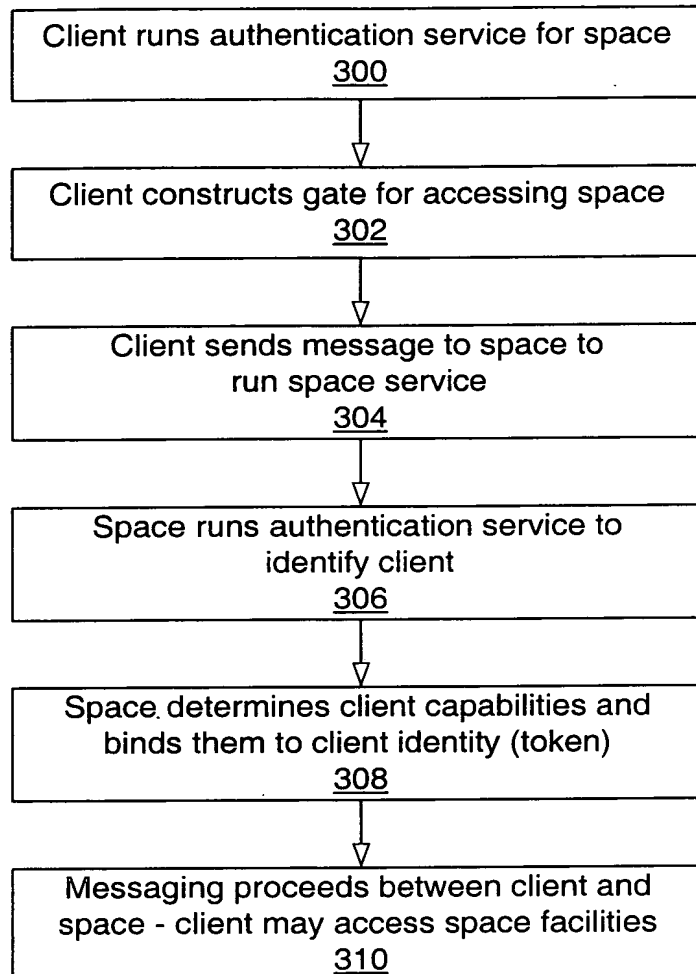 Client runs authentication service for space
300
Client constructs gate for accessing space
302
Client sends message to space to
run space service
304
Space runs authentication service to
identify client
306
Space determines client capabilities and
binds them to client identity (token)
308
Messaging proceeds between client and
space - client may access space facilities
310